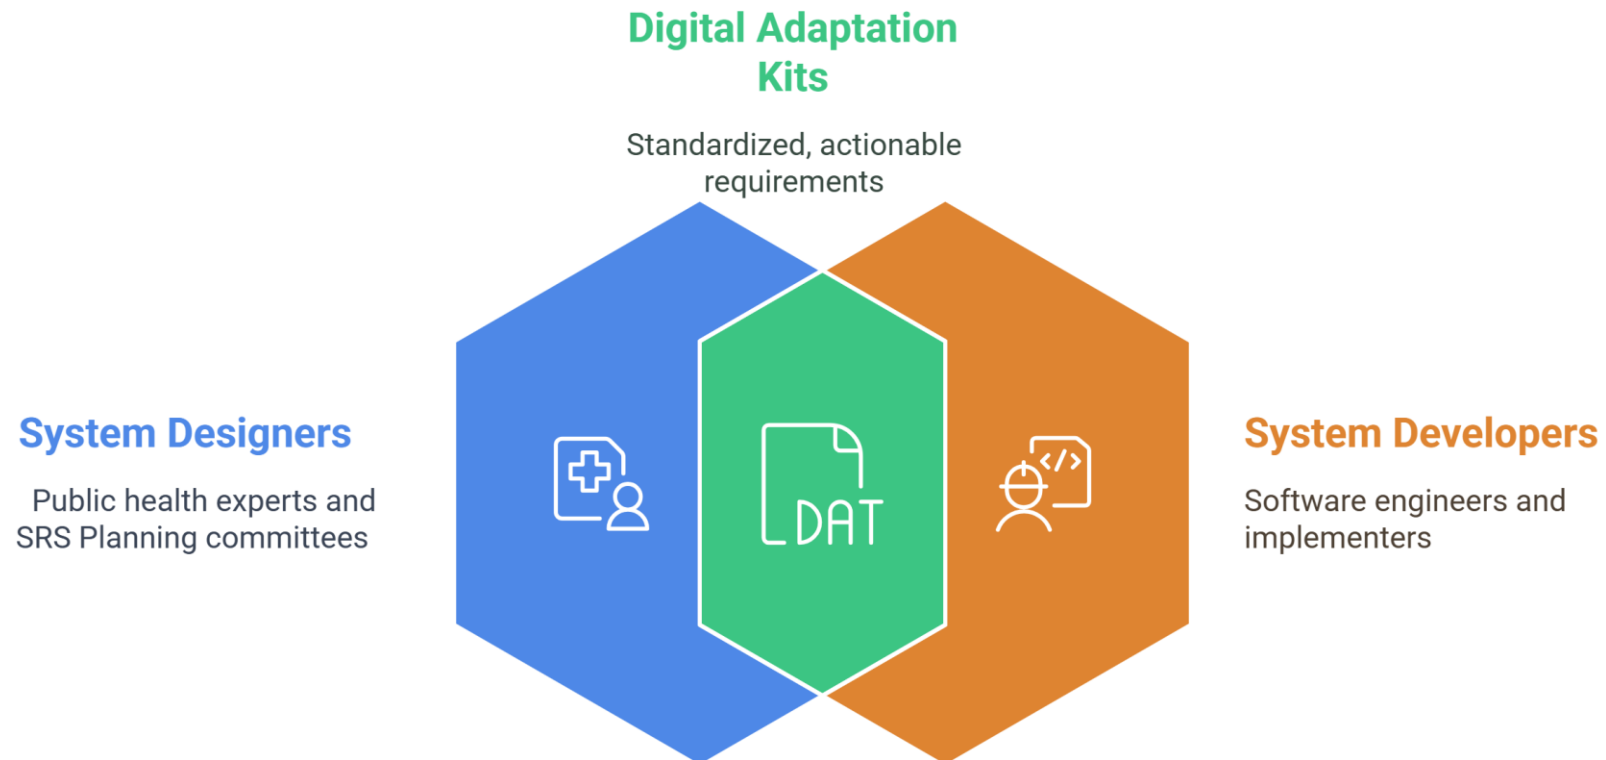 Digital Adaptation
Kits
Standardized, actionable
requirements
System Designers
Public health experts and
SRS Planning committees
DAT
</>
System Developers
Software engineers and
implementers